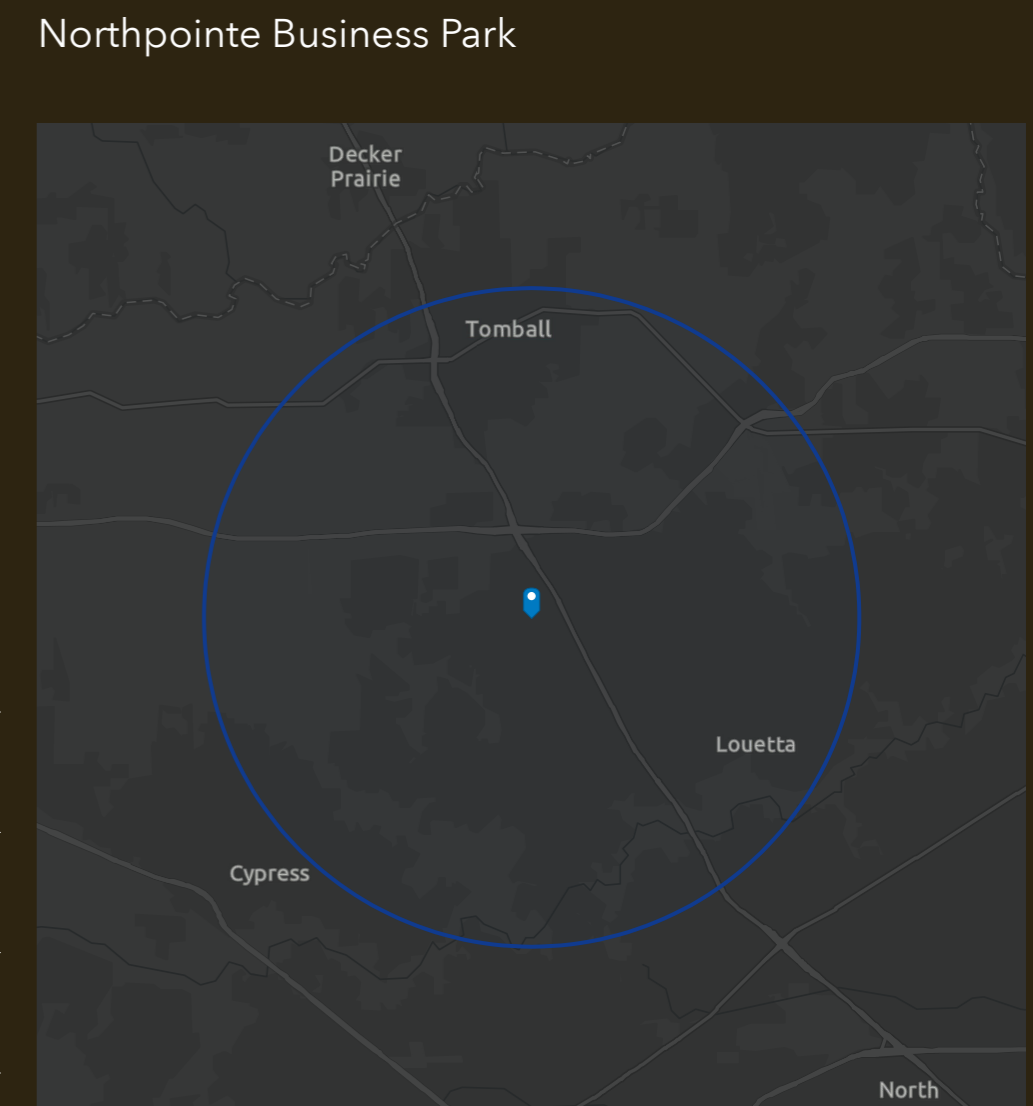 Northpointe Business Park
Decker
Prairie
Tomball
Louetta
Cypress
North